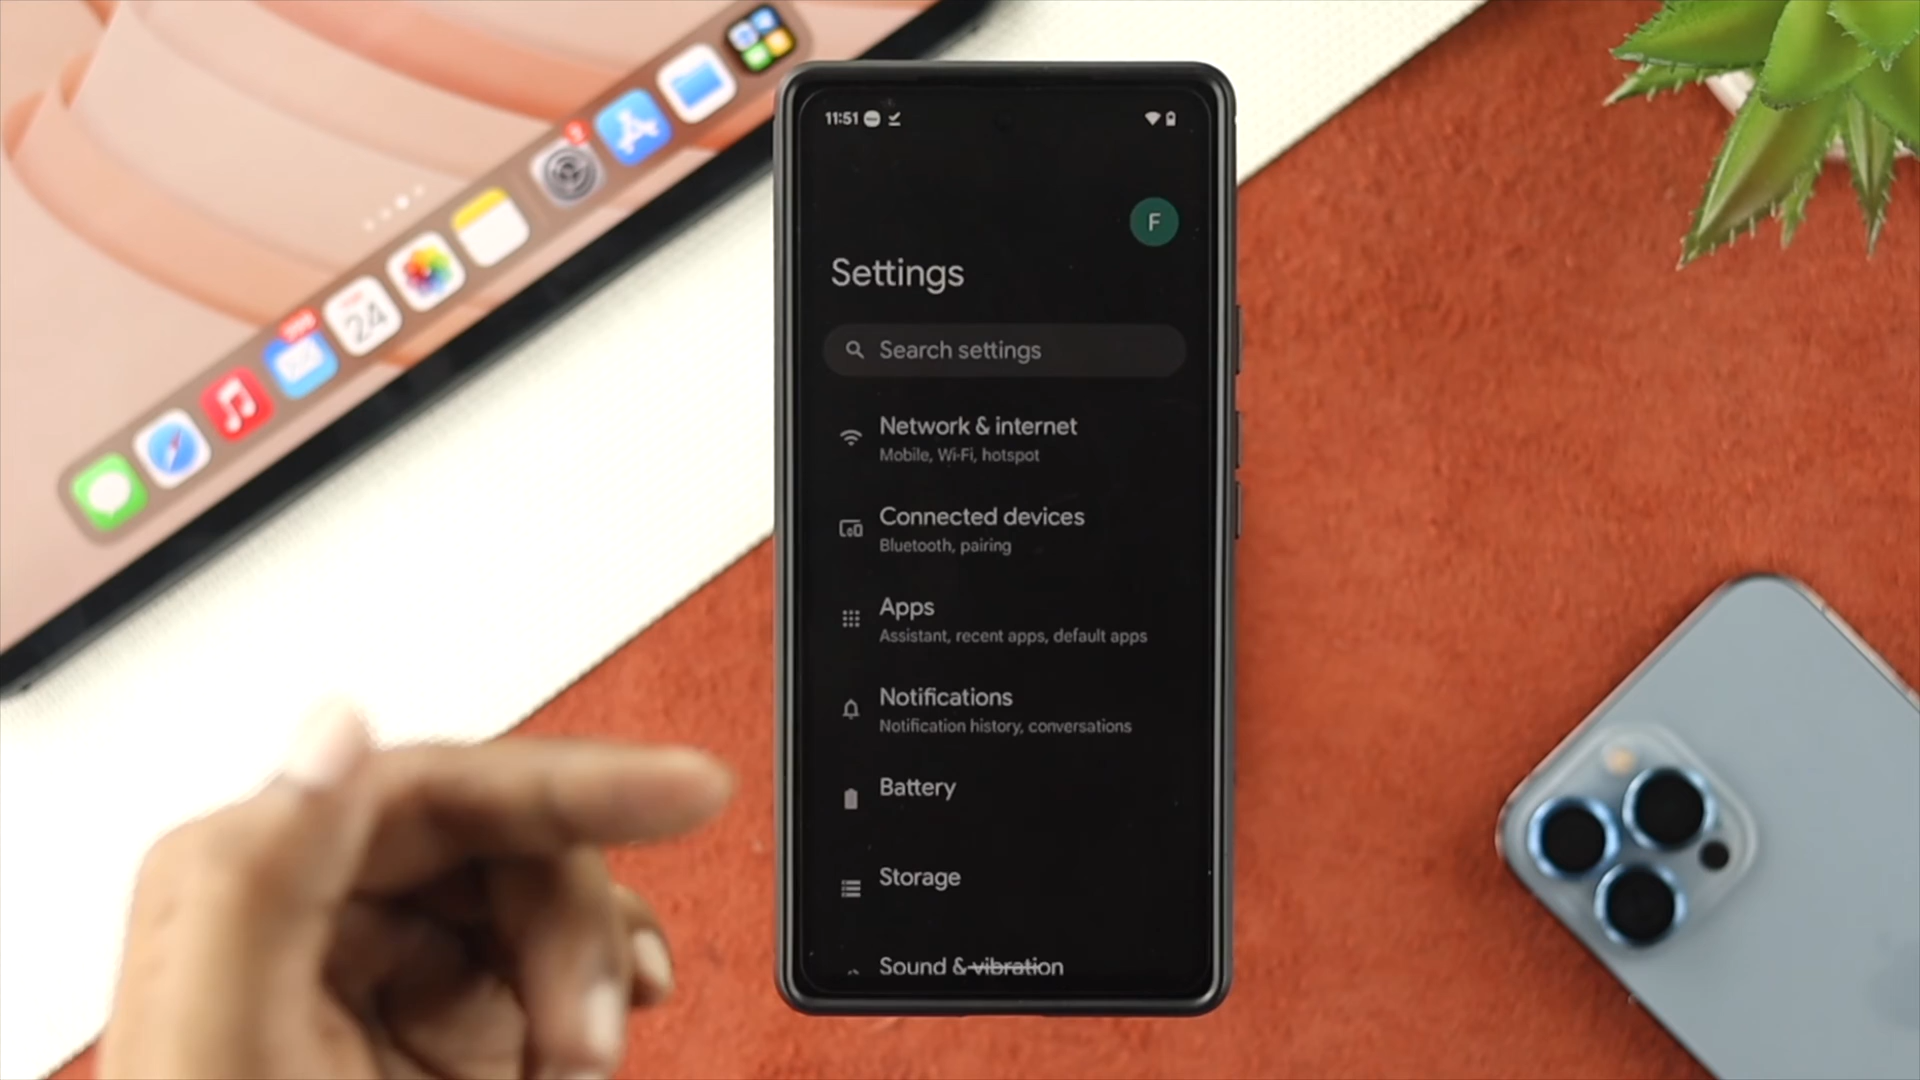 24
11:51
F
Settings
Search settings
Network & internet
Mobile, Wi-Fi, hotspot
Connected devices
Bluetooth, pairing
Apps
Assistant, recent apps, default apps
Notifications
Notification history, conversations
Battery
Storage
Sound & vibration